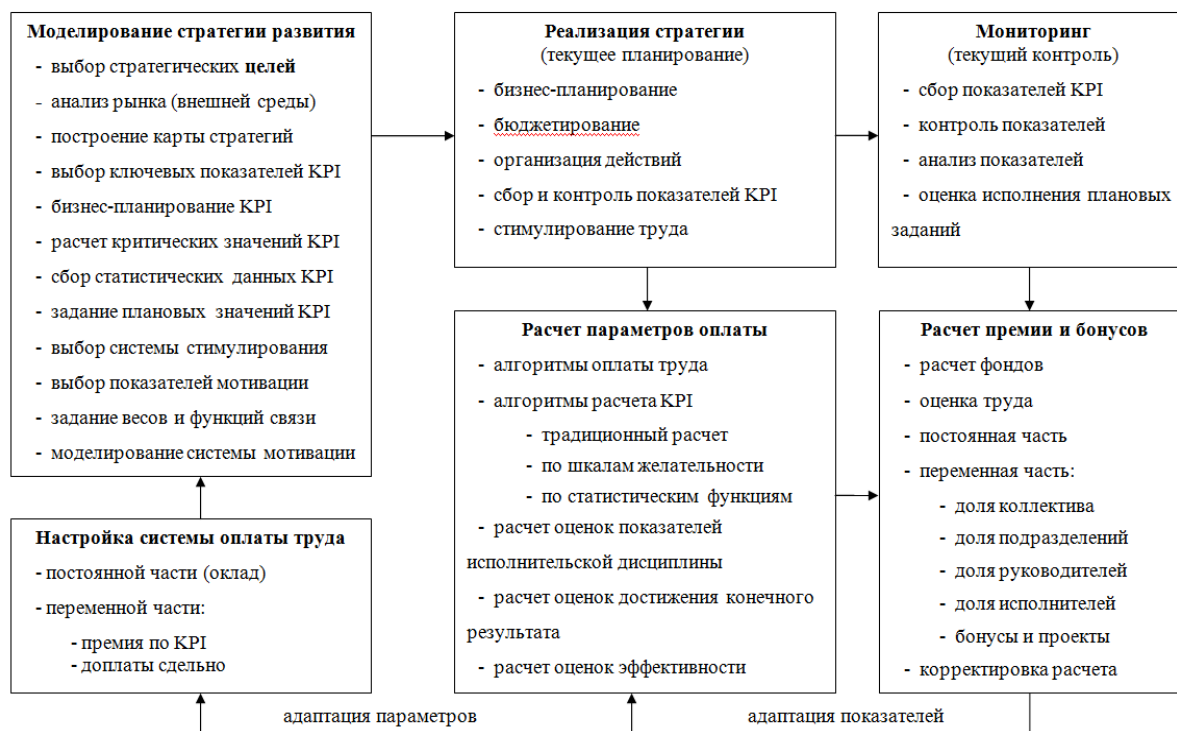 Моделирование стратегии развития
- выбор стратегических целей
- анализ рынка (внешней среды)
- построение карты стратегий
- выбор ключевых показателей KPI
- бизнес-планирование KPI
- расчет критических значений KPI
- сбор статистических данных KPI
- задание плановых значений KPI
- выбор системы стимулирования
- выбор показателей мотивации
- задание весов и функций связи
- моделирование системы мотивации
Реализация стратегии
(текущее планирование)
- бизнес-планирование
- бюджетирование
- организация действий
- сбор и контроль показателей KPI
- стимулирование труда
Мониторинг
(текущий контроль)
- сбор показателей KPI
- контроль показателей
- анализ показателей
- оценка исполнения плановых
заданий
Настройка системы оплаты труда
- постоянной части (оклад)
- переменной части:
- премия по KPI
- доплаты сдельно
Расчет параметров оплаты
- алгоритмы оплаты труда
- алгоритмы расчета KPI
- традиционный расчет
- по шкалам желательности
- по статистическим функциям
- расчет оценок показателей
исполнительской дисциплины
- расчет оценок достижения конечного
результата
- расчет оценок эффективности
Расчет премии и бонусов
- расчет фондов
- оценка труда
- постоянная часть
- переменная часть:
- доля коллектива
- доля подразделений
- доля руководителей
- доля исполнителей
- бонусы и проекты
- корректировка расчета
адаптация параметров
адаптация показателей